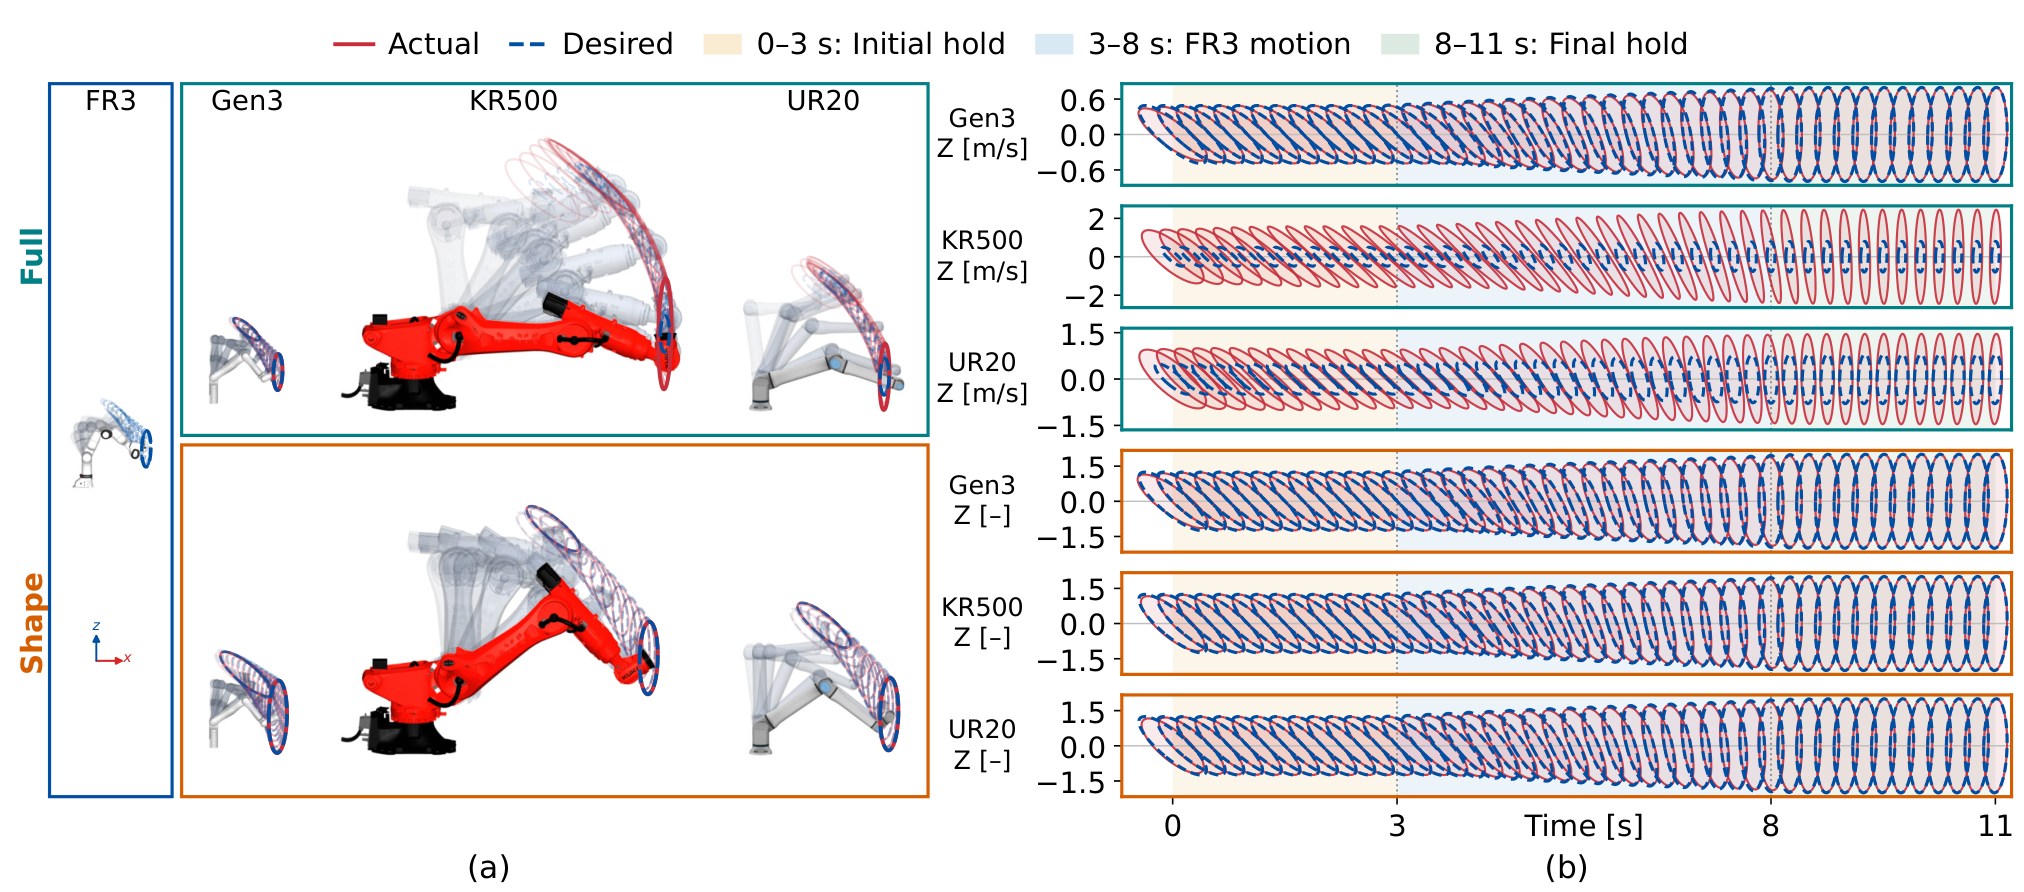 Actual
Desired
0–3 s: Initial hold
3–8 s: FR3 motion
8–11 s: Final hold
FR3
Gen3
KR500
UR20
Full
Shape
z
x
(a)
Gen3
Z [m/s]
0.6
0.0
−0.6
KR500
Z [m/s]
2
0
−2
UR20
Z [m/s]
1.5
0.0
−1.5
Gen3
Z [–]
1.5
0.0
−1.5
KR500
Z [–]
1.5
0.0
−1.5
UR20
Z [–]
1.5
0.0
−1.5
0
3
Time [s]
8
11
(b)